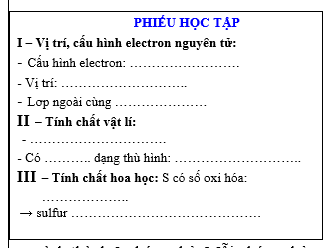 PHIẾU HỌC TẬP
I – Vị trí, cấu hình electron nguyên tử:
- Cấu hình electron: …………………….
- Vị trí: ………………………..
- Lơp ngoài cùng …………………
II – Tính chất vật lí:
- …………………………
- Có ………. dạng thù hình: ………………………..
III – Tính chất hoa học: S có số oxi hóa:
………………..
→ sulfur …………………………………….